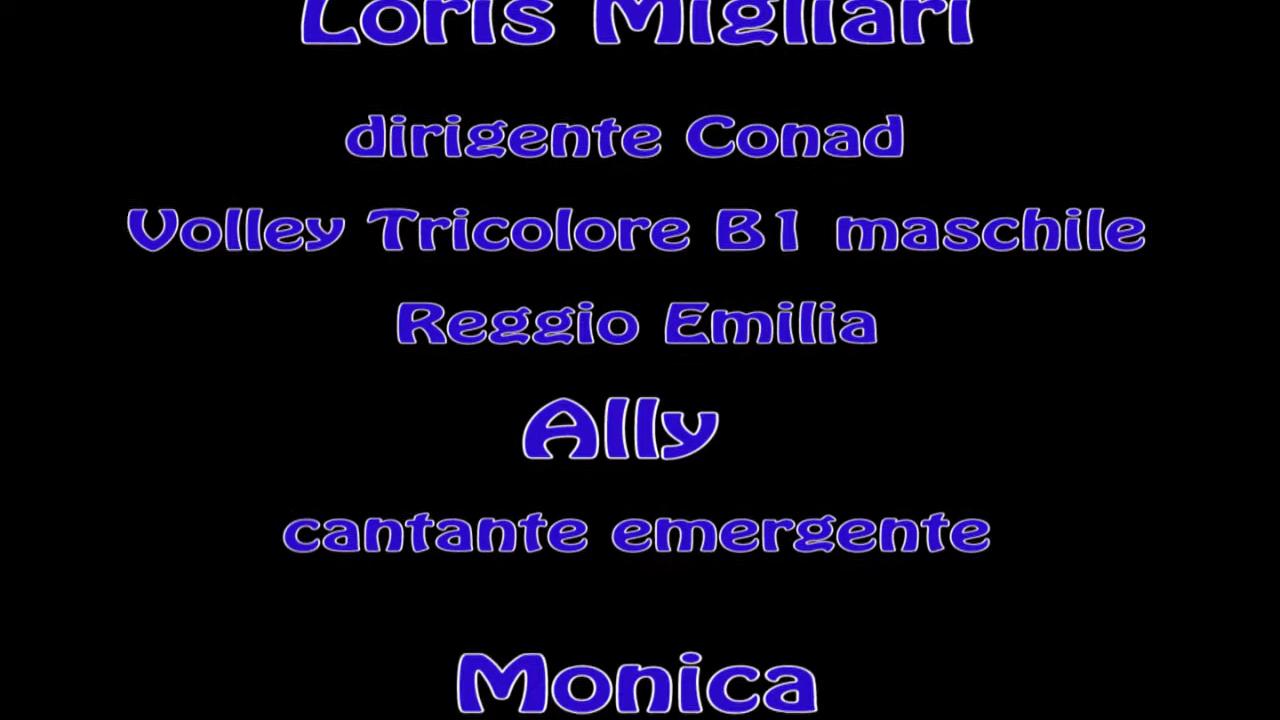 Loris Migliari
dirigente Conad
Volley Tricolore B1 maschile
Reggio Emilia
Ally
cantante emergente
Monica